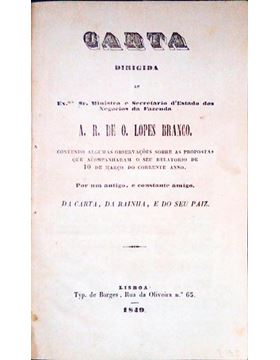 CARTA
DIRIGIDA
AO
Ex.mo Sr. Ministro e Secretario d'Estado dos
Negocios da Fazenda
A. R. DE O. LOPES BRANCO,
CONTENDO ALGUMAS OBSERVAÇÕES SOBRE AS PROPOSTAS
QUE ACOMPANHARAM O SEU RELATORIO DE
10 DE MARÇO DO CORRENTE ANNO.
Por um antigo, e constante amigo,
DA CARTA, DA RAINHA, E DO SEU PAIZ.
LISBOA
Typ. de Borges, Rua da Oliveira n.º 65.
1849.